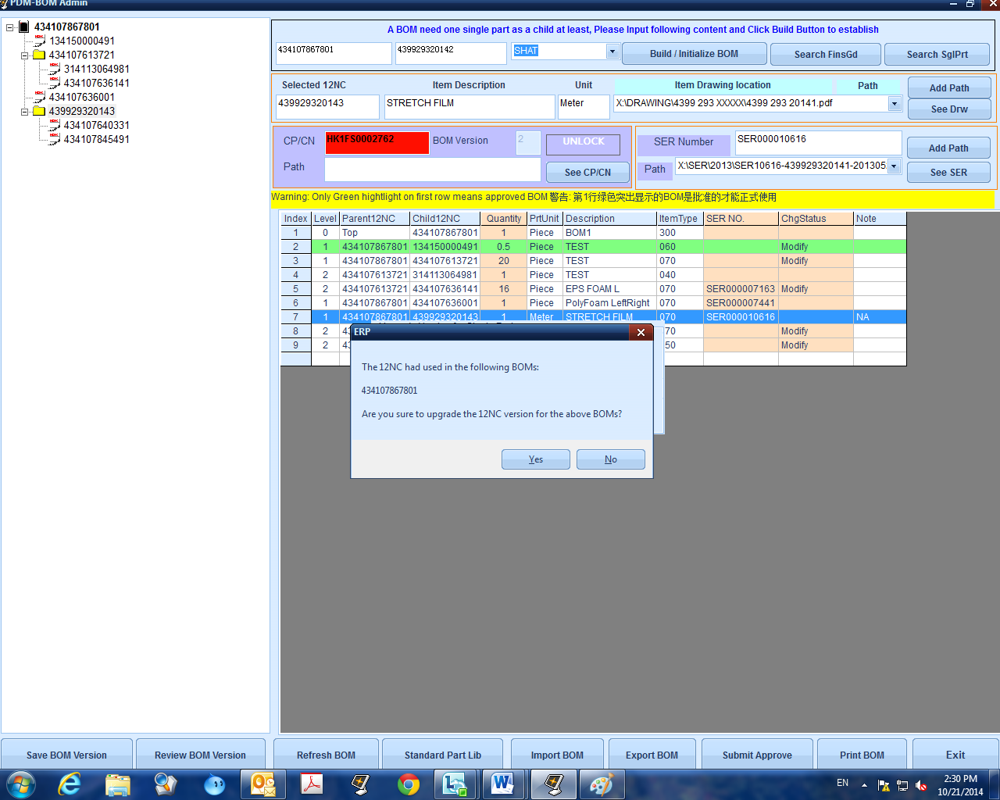 PDM-BOM Admin
434107867801
134150000491
434107613721
314113064981
434107636141
434107636001
439929320143
434107640331
434107845491
A BOM need one single part as a child at least, Please Input following content and Click Build Button to establish
434107867801 439929320142 SHAT Build / Initialize BOM Search FinsGd Search SglPrt
Selected 12NC Item Description Unit Item Drawing location Path Add Path
439929320143 STRETCH FILM Meter X:\DRAWING\4399 293 XXXXX\4399 293 20141.pdf See Drw
CP/CN HK1FS0002762 BOM Version 2 UNLOCK
Path See CP/CN
SER Number SER000010616 Add Path
Path X:\SER\2013\SER10616-439929320141-201305 See SER
Warning: Only Green hightlight on first row means approved BOM 警告: 第1行绿色突出显示的BOM是批准的才能正式使用
Index Level Parent12NC Child12NC Quantity PrtUnit Description ItemType SER NO. ChgStatus Note
1 0 Top 434107867801 1 Piece BOM1 300
2 1 434107867801 134150000491 0.5 Piece TEST 060 Modify
3 1 434107867801 434107613721 20 Piece TEST 070 Modify
4 2 434107613721 314113064981 1 Piece TEST 040
5 2 434107613721 434107636141 16 Piece EPS FOAM L 070 SER000007163 Modify
6 1 434107867801 434107636001 1 Piece PolyFoam LeftRight 070 SER000007441
7 1 434107867801 439929320143 1 Meter STRETCH FILM 070 SER000010616 NA
8 2 43 70 Modify
9 2 43 50 Modify
ERP
The 12NC had used in the following BOMs:
434107867801
Are you sure to upgrade the 12NC version for the above BOMs?
Yes No
Save BOM Version Review BOM Version Refresh BOM Standard Part Lib Import BOM Export BOM Submit Approve Print BOM Exit
EN 2:30 PM
10/21/2014